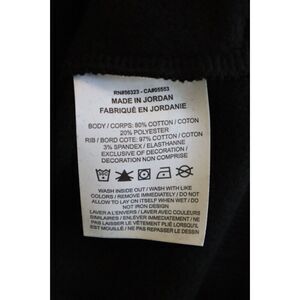 RN#56323 - CA#05553
MADE IN JORDAN
FABRIQUÉ EN JORDANIE
BODY / CORPS: 80% COTTON / COTON
20% POLYESTER
RIB / BORD COTE: 97% COTTON / COTON
3% SPANDEX / ELASTHANNE
EXCLUSIVE OF DECORATION /
DECORATION NON COMPRISE
WASH INSIDE OUT / WASH WITH LIKE
COLORS / REMOVE IMMEDIATELY / DO NOT
ALLOW TO LAY ON ITSELF WHEN WET / DO
NOT IRON DESIGN
LAVER A L'ENVERS / LAVER AVEC COULEURS
SIMILAIRES / ENLEVER IMMÉDIATEMENT / NE
PAS LAISSER LE VÊTEMENT PLIÉ LORSQU'IL
EST MOUILLÉ / NE PAS REPASSER LE DESSIN